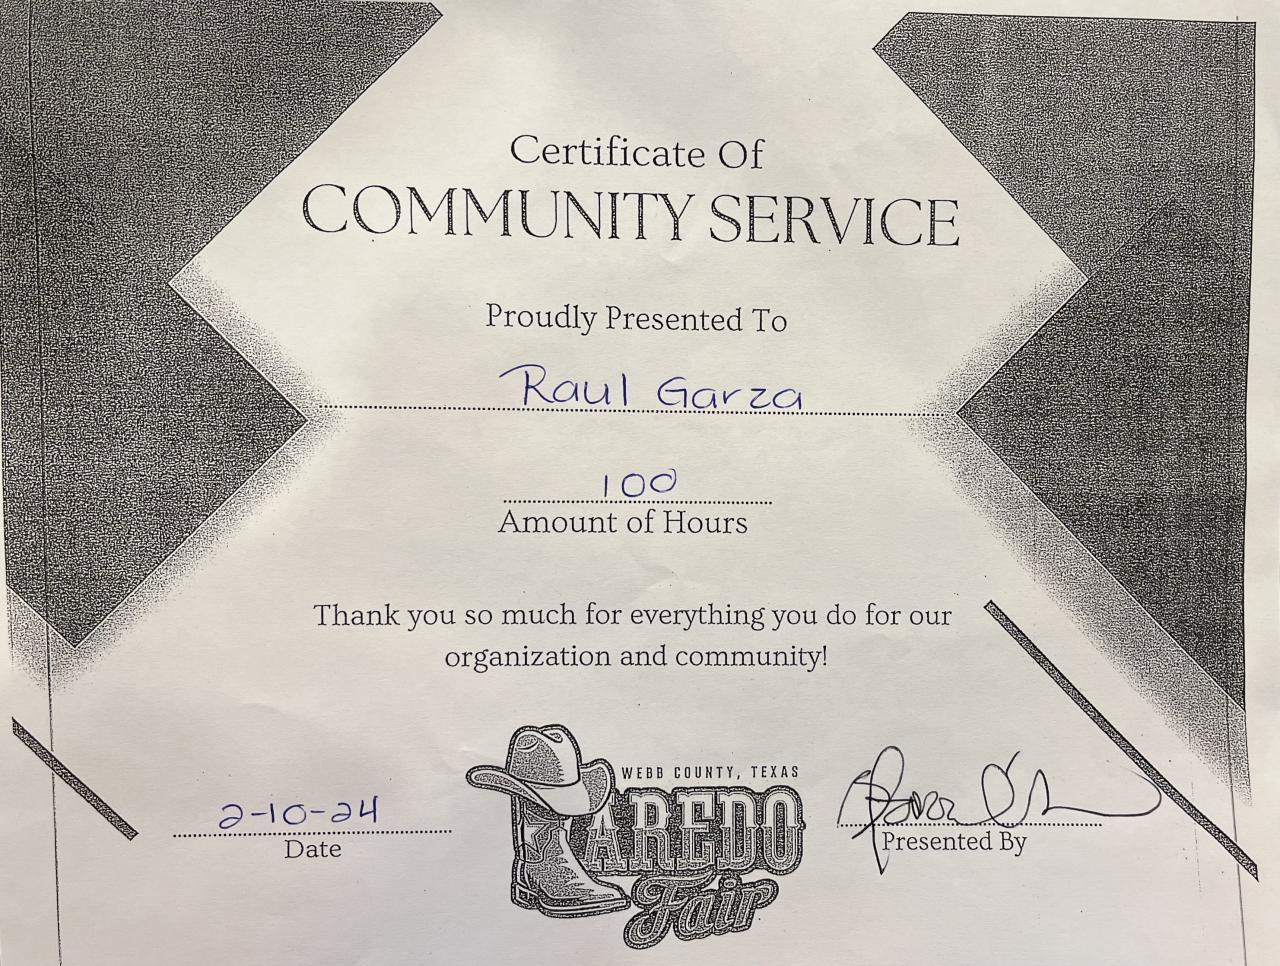 Certificate Of
COMMUNITY SERVICE
Proudly Presented To
Raul Garza
100
Amount of Hours
Thank you so much for everything you do for our
organization and community!
WEBB COUNTY, TEXAS
LAREDO
Fair
2-10-24
Date
Presented By